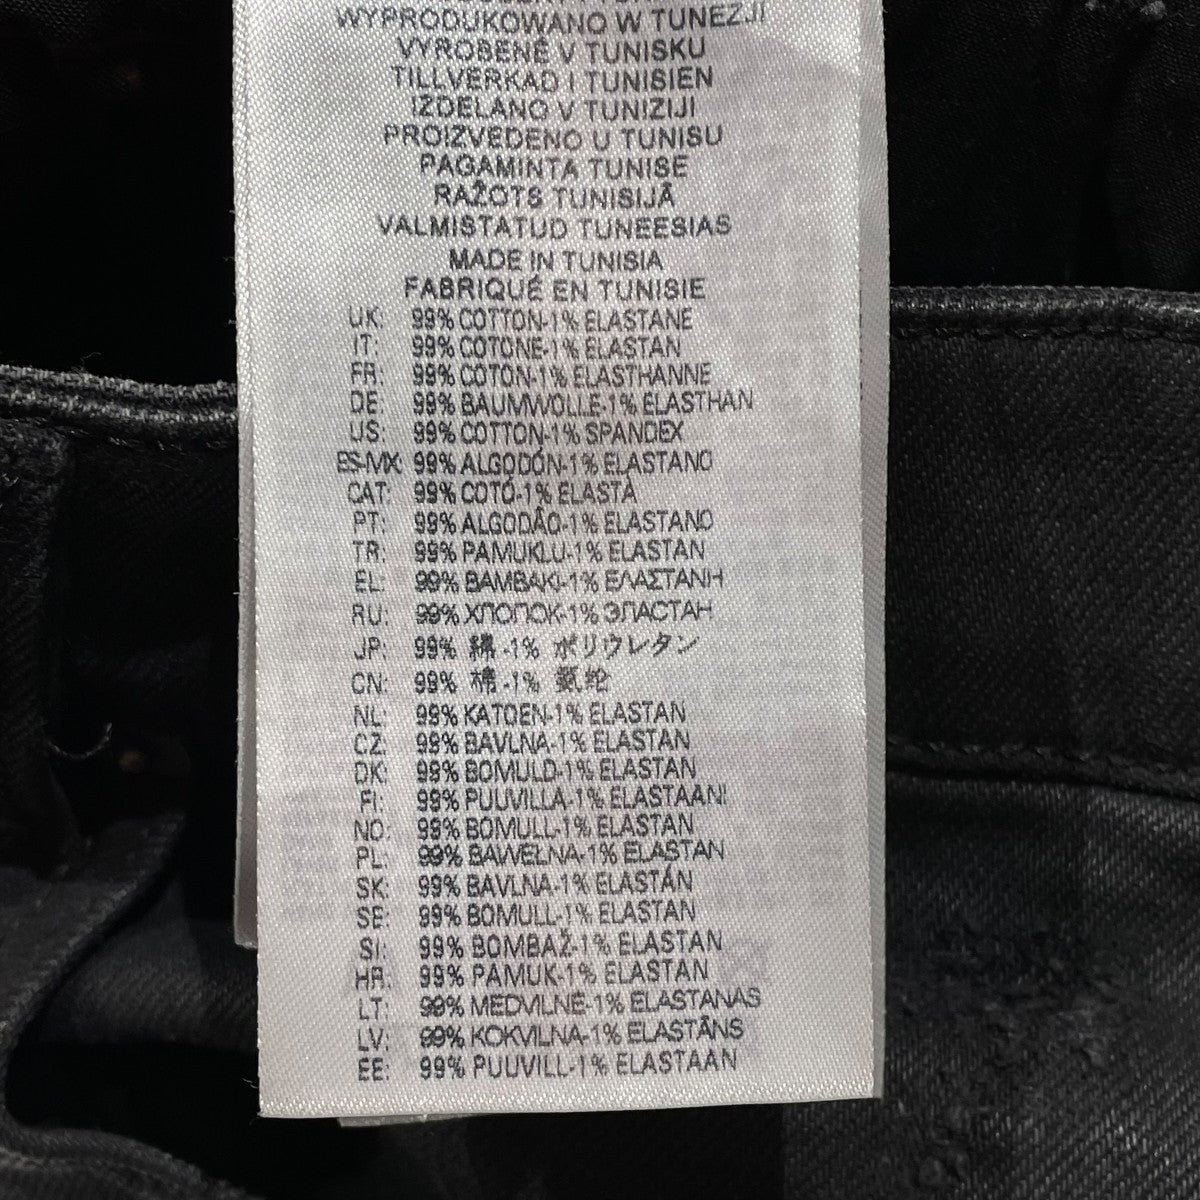 WYPRODUKOWANO W TUNEZJI
VYROBENÉ V TUNISKU
TILLVERKAD I TUNISIEN
IZDELANO V TUNIZIJI
PROIZVEDENO U TUNISU
PAGAMINTA TUNISE
RAŽOTS TUNISIJĀ
VALMISTATUD TUNEESIAS
MADE IN TUNISIA
FABRIQUÉ EN TUNISIE
UK: 99% COTTON-1% ELASTANE
IT: 99% COTONE-1% ELASTAN
FR: 99% COTON-1% ELASTHANNE
DE: 99% BAUMWOLLE-1% ELASTHAN
US: 99% COTTON-1% SPANDEX
ES-MX: 99% ALGODÓN-1% ELASTANO
CAT: 99% COTÓ-1% ELASTÀ
PT: 99% ALGODÃO-1% ELASTANO
TR: 99% PAMUKLU-1% ELASTAN
EL: 99% BAMBAKI-1% ΕΛΑΣΤΑΝΗ
RU: 99% ХЛОПОК-1% ЭЛАСТАН
JP: 99% 綿 -1% ポリウレタン
CN: 99% 棉 -1% 氨纶
NL: 99% KATOEN-1% ELASTAN
CZ: 99% BAVLNA-1% ELASTAN
DK: 99% BOMULD-1% ELASTAN
FI: 99% PUUVILLA-1% ELASTAANI
NO: 99% BOMULL-1% ELASTAN
PL: 99% BAWEŁNA-1% ELASTAN
SK: 99% BAVLNA-1% ELASTÁN
SE: 99% BOMULL-1% ELASTAN
SI: 99% BOMBAŽ-1% ELASTAN
HR: 99% PAMUK-1% ELASTAN
LT: 99% MEDVILNĖ-1% ELASTANAS
LV: 99% KOKVILNA-1% ELASTĀNS
EE: 99% PUUVILL-1% ELASTAAN